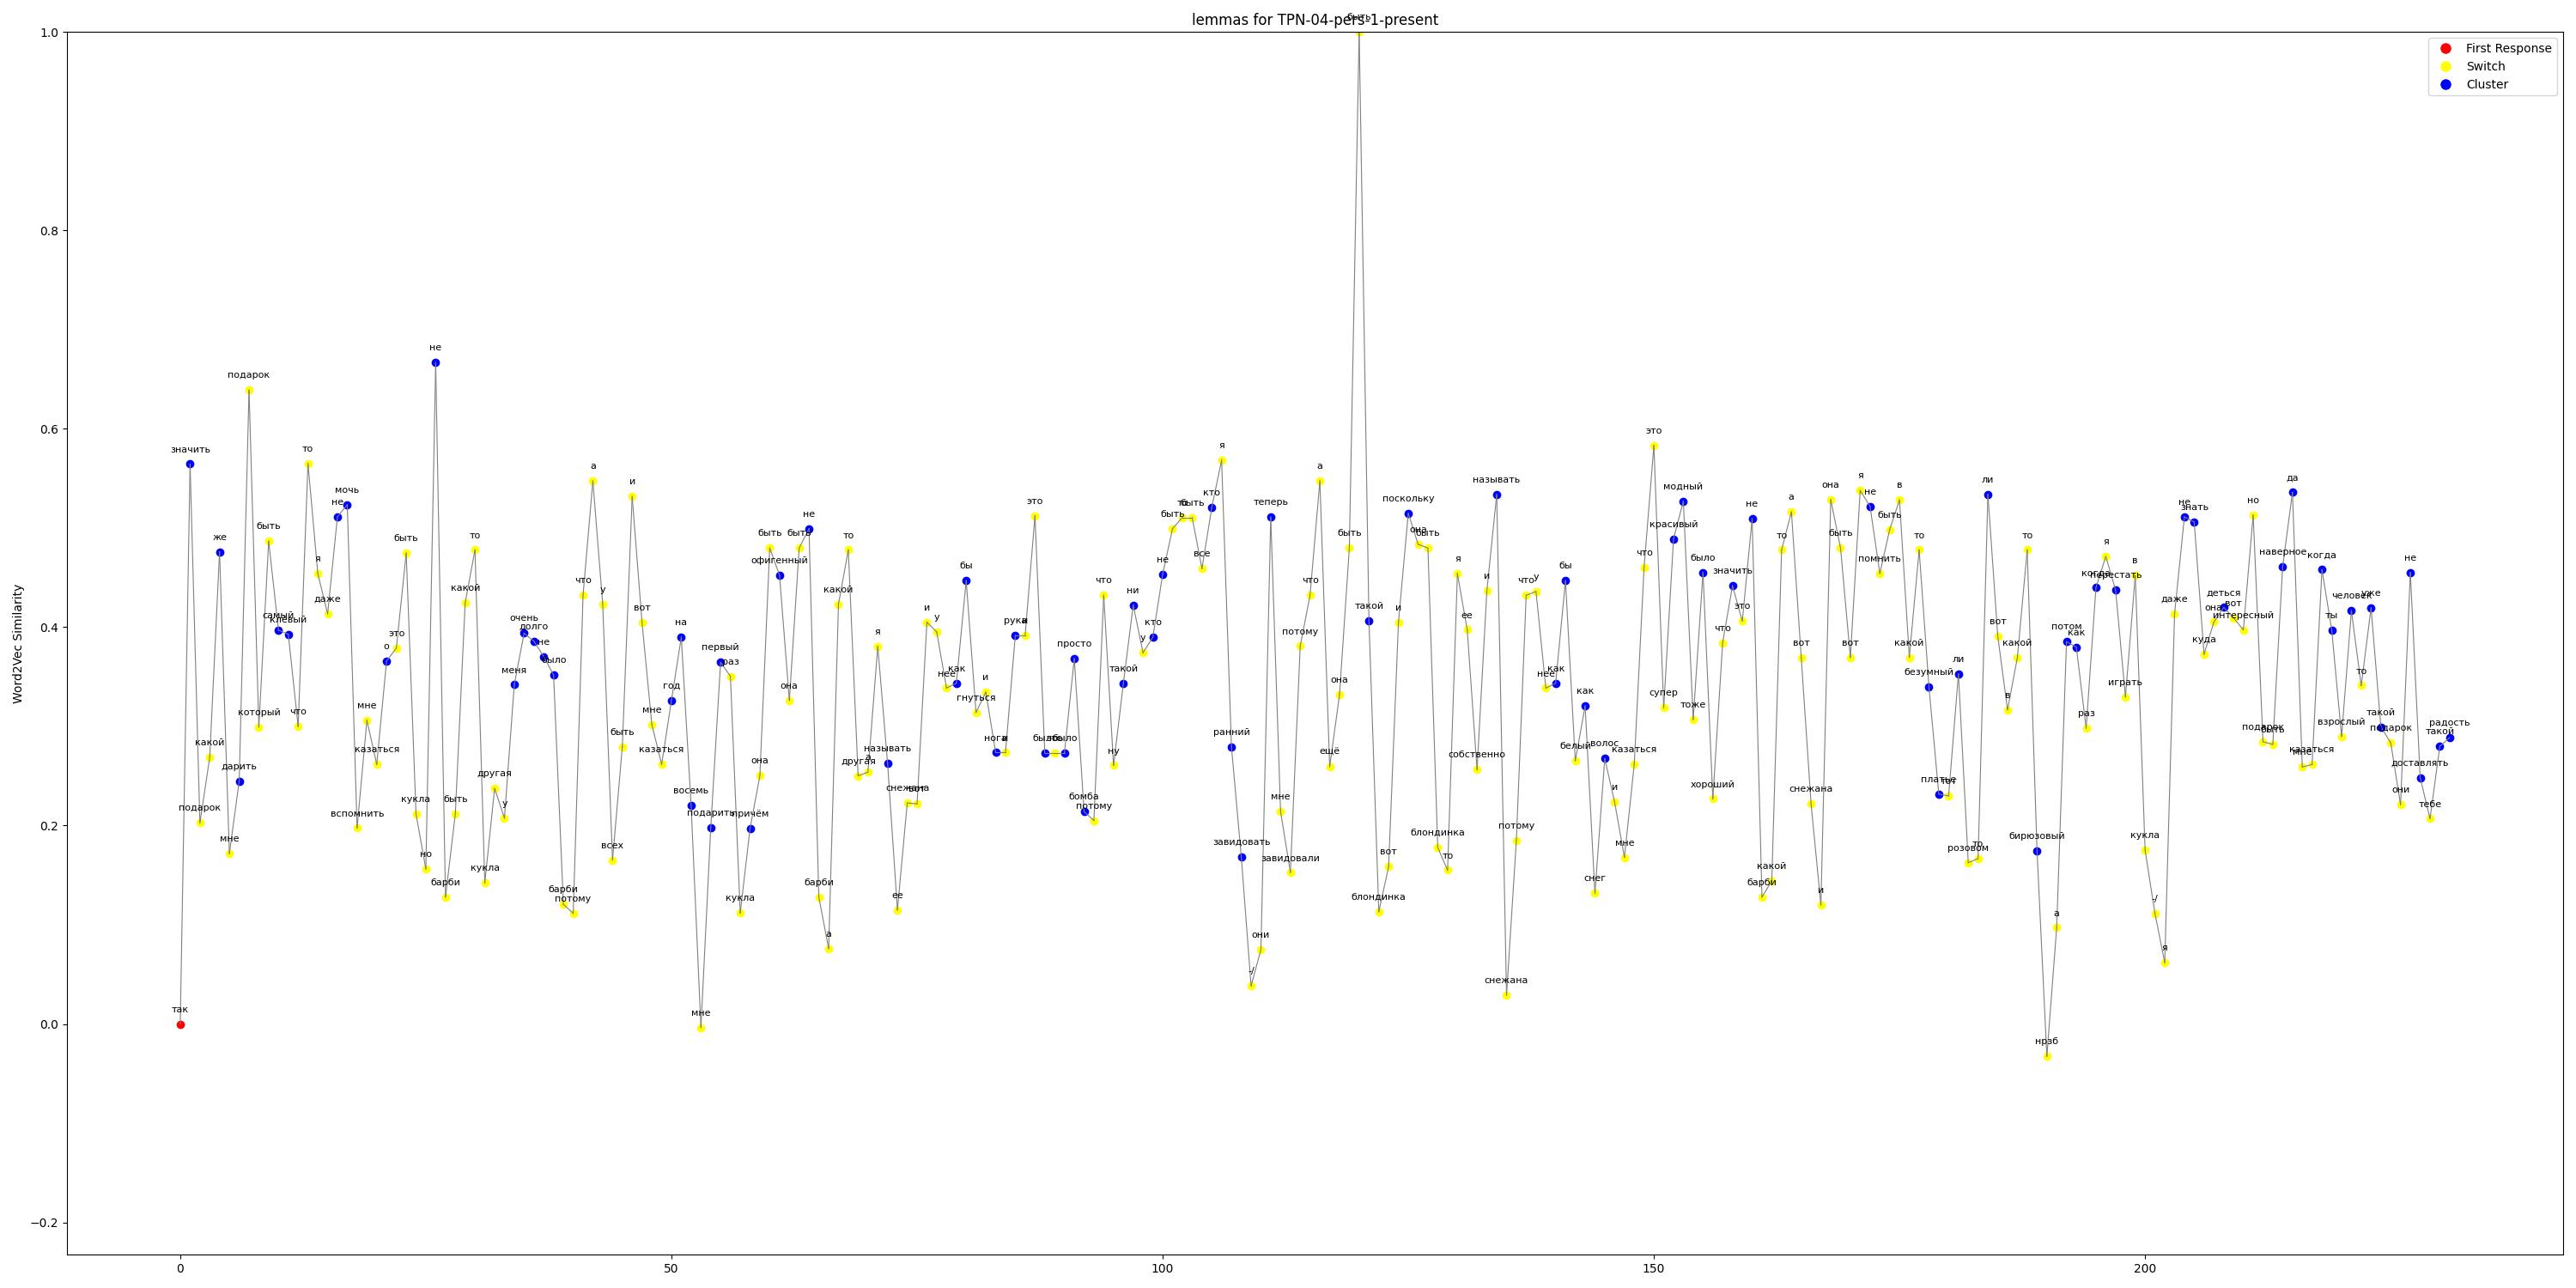 lemmas for TPN-04-pers-1-present
First Response
Switch
Cluster
Word2Vec Similarity
1.0
0.8
0.6
0.4
0.2
0.0
−0.2
0
50
100
150
200
так
значить
подарок
какой
же
мне
дарить
подарок
который
быть
самый
клевый
что
то
я
даже
не
мочь
вспомнить
мне
казаться
о
это
быть
кукла
но
не
барби
быть
какой
то
кукла
другая
у
меня
очень
долго
не
было
барби
потому
что
а
у
всех
быть
и
вот
мне
казаться
год
на
восемь
мне
подарить
первый
раз
кукла
причём
она
быть
офигенный
она
быть
не
барби
а
какой
то
другая
а
я
называть
ее
снежана
вот
и
у
нее
как
бы
гнуться
и
нога
и
рука
и
это
было
это
было
просто
бомба
потому
что
ну
такой
ни
у
кто
не
быть
то
быть
все
кто
я
ранний
завидовать
-/
они
теперь
мне
завидовали
потому
что
а
ещё
она
быть
быть
такой
блондинка
вот
и
поскольку
она
быть
блондинка
то
я
ее
собственно
и
называть
снежана
потому
что
у
нее
как
бы
белый
как
снег
волос
и
мне
казаться
что
это
супер
красивый
модный
тоже
было
хороший
что
значить
это
не
барби
какой
то
а
вот
снежана
и
она
быть
вот
я
не
помнить
быть
в
какой
то
безумный
платье
тот
ли
розовом
то
ли
вот
в
какой
то
бирюзовый
нрзб
а
потом
как
раз
когда
я
перестать
играть
в
кукла
-/
я
даже
не
знать
куда
она
деться
вот
интересный
но
подарок
быть
наверное
да
мне
казаться
когда
ты
взрослый
человек
то
уже
такой
подарок
они
не
доставлять
тебе
такой
радость